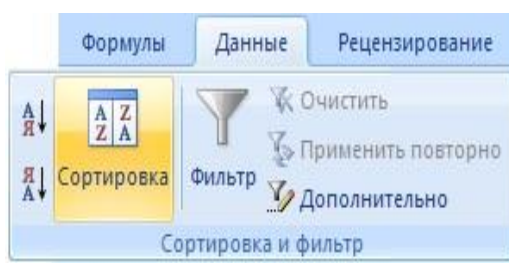 Формулы Данные Рецензирование
А Я
A Z
Z A
Очистить
Применить повторно
Я А
Сортировка Фильтр
Дополнительно
Сортировка и фильтр